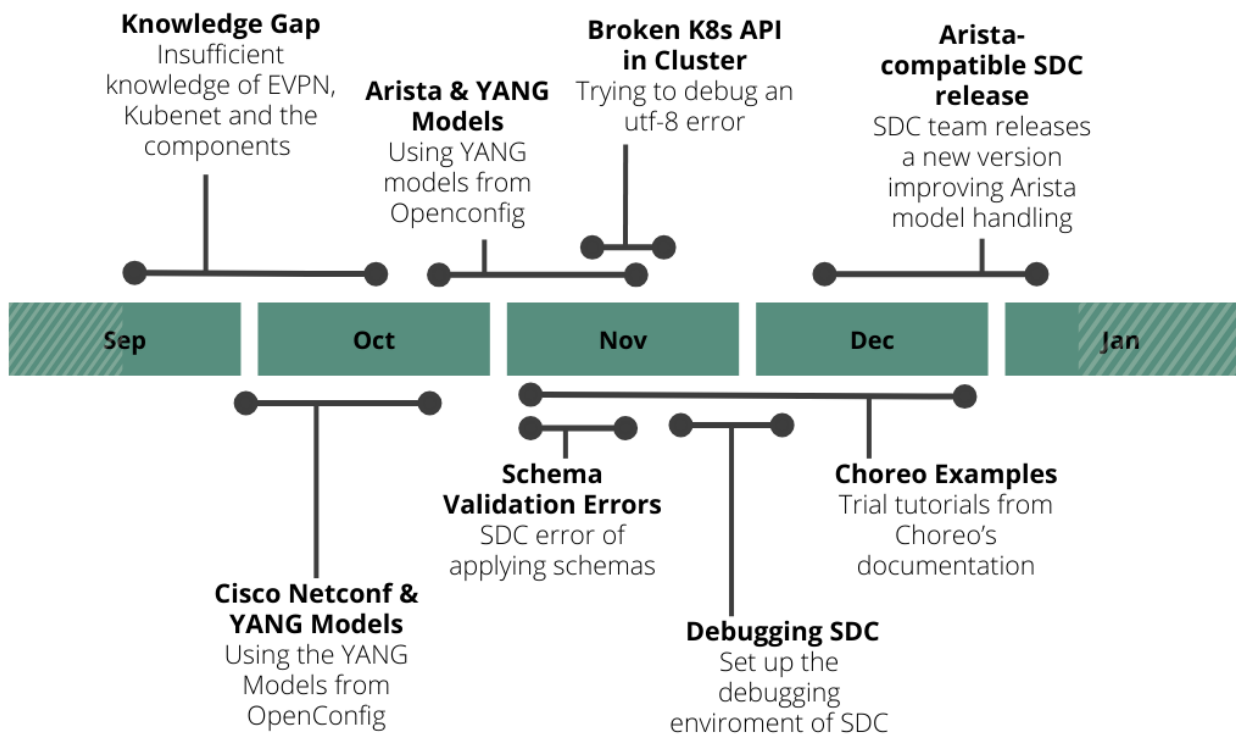 Knowledge Gap
Insufficient
knowledge of EVPN,
Kubenet and the
components
Arista & YANG
Models
Using YANG
models from
Openconfig
Broken K8s API
in Cluster
Trying to debug an
utf-8 error
Arista-
compatible SDC
release
SDC team releases
a new version
improving Arista
model handling
Sep
Oct
Nov
Dec
Jan
Cisco Netconf &
YANG Models
Using the YANG
Models from
OpenConfig
Schema
Validation Errors
SDC error of
applying schemas
Debugging SDC
Set up the
debugging
enviroment of SDC
Choreo Examples
Trial tutorials from
Choreo's
documentation